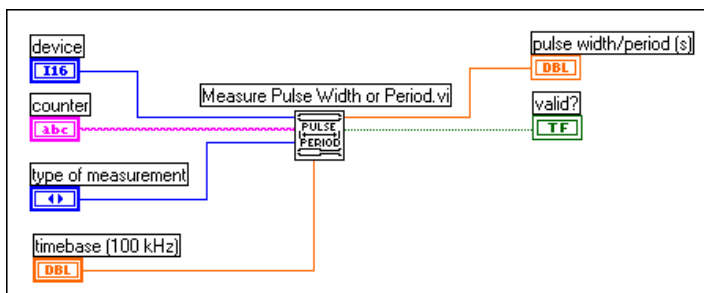 device
I16
counter
abc
type of measurement
timebase (100 kHz)
DBL
Measure Pulse Width or Period.vi
PULSE
PERIOD
pulse width/period (s)
DBL
valid?
TF